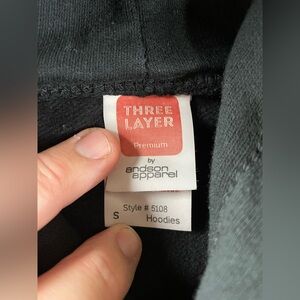 THREE
LAYER
Premium
by
andson
apparel
Style # 5108
S Hoodies